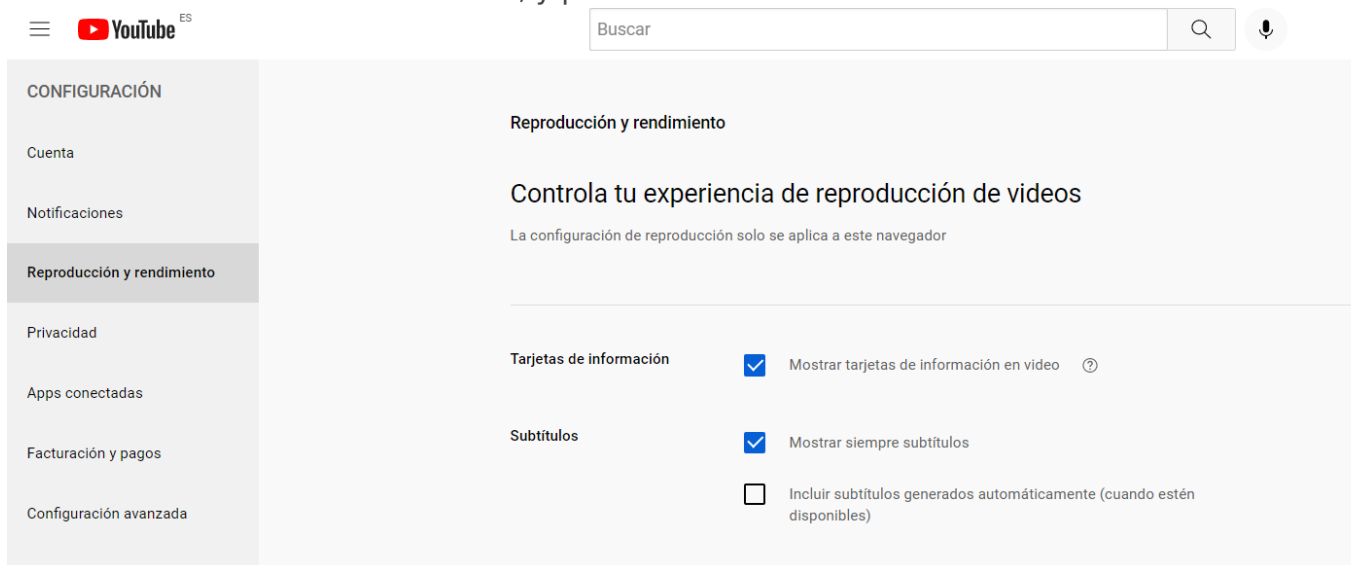 YouTube ES
Buscar
CONFIGURACIÓN
Cuenta
Notificaciones
Reproducción y rendimiento
Privacidad
Apps conectadas
Facturación y pagos
Configuración avanzada
Reproducción y rendimiento
Controla tu experiencia de reproducción de videos
La configuración de reproducción solo se aplica a este navegador
Tarjetas de información
Mostrar tarjetas de información en video
Subtítulos
Mostrar siempre subtítulos
Incluir subtítulos generados automáticamente (cuando estén
disponibles)